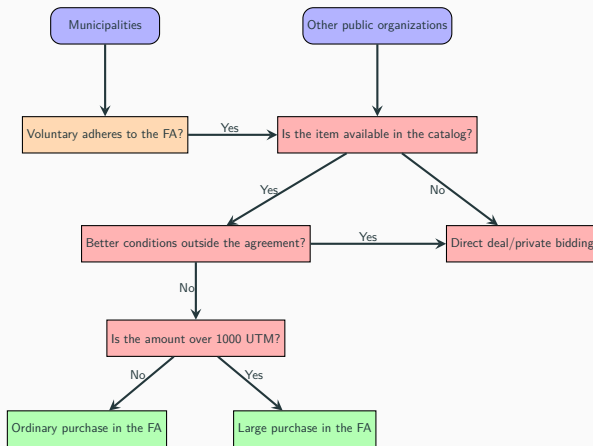 Municipalities
Other public organizations
Voluntary adheres to the FA?
Yes
Is the item available in the catalog?
Yes
No
Better conditions outside the agreement?
Yes
Direct deal/private bidding
No
Is the amount over 1000 UTM?
No
Yes
Ordinary purchase in the FA
Large purchase in the FA